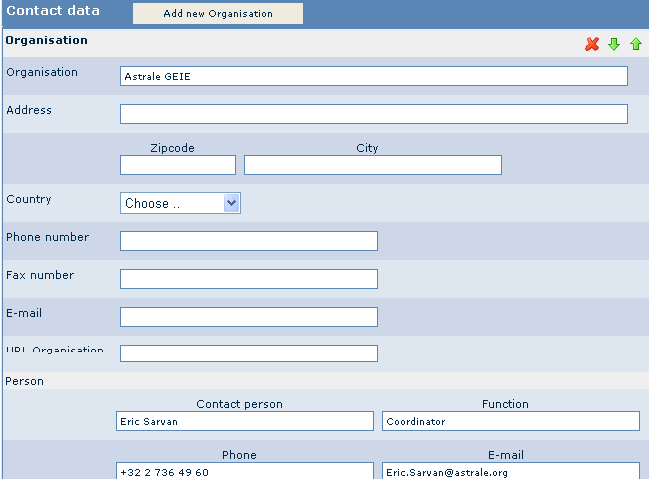 Contact data Add new Organisation
Organisation
Organisation Astrale GEIE
Address
Zipcode City
Country Choose ..
Phone number
Fax number
E-mail
URL Organisation
Person
Contact person Function
Eric Sarvan Coordinator
Phone E-mail
+32 2 736 49 60 Eric.Sarvan@astrale.org